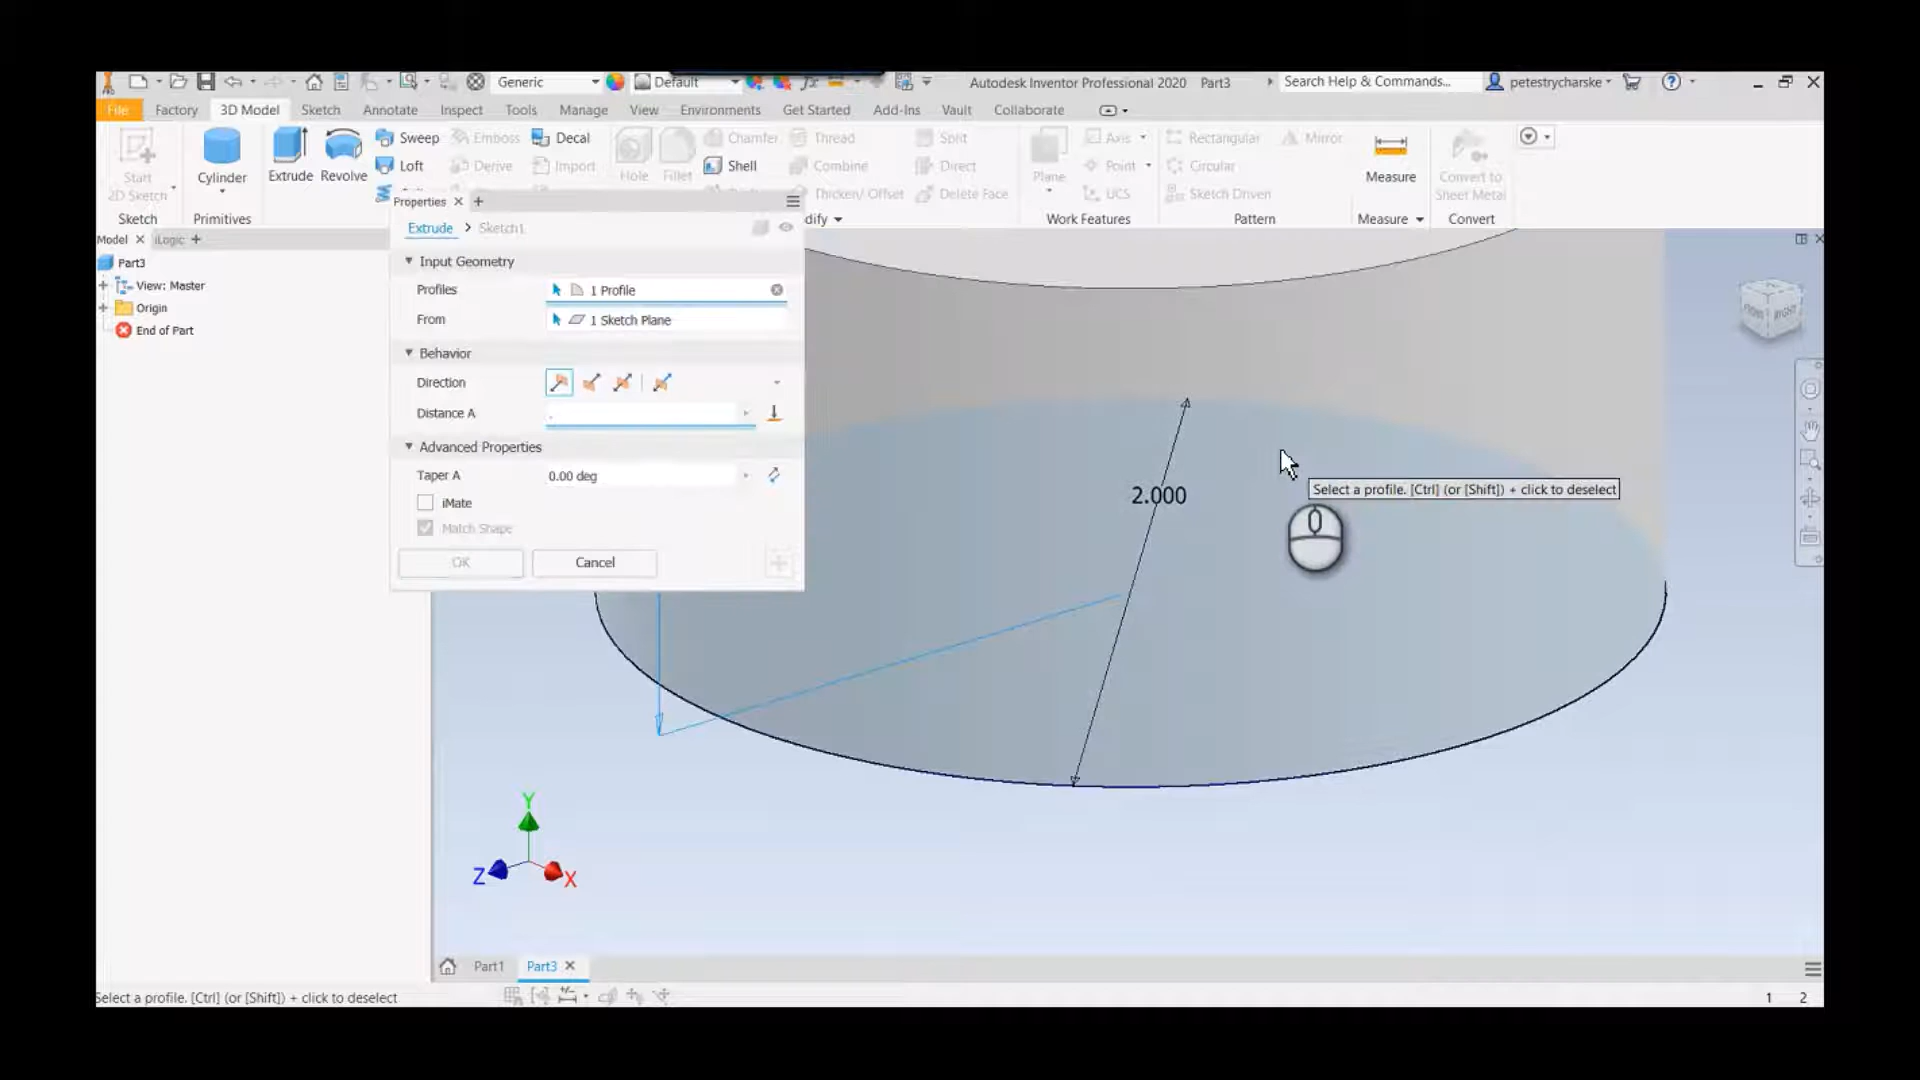 Generic
Default
Autodesk Inventor Professional 2020 Part3
Search Help & Commands...
petestrycharske
File Factory 3D Model Sketch Annotate Inspect Tools Manage View Environments Get Started Add-Ins Vault Collaborate
Start
2D Sketch
Sketch
Cylinder
Primitives
Extrude
Revolve
Sweep
Loft
Emboss
Derive
Decal
Import
Hole
Fillet
Chamfer
Shell
Thread
Combine
Thicken/ Offset
Split
Direct
Delete Face
dify
Plane
Axis
Point
UCS
Work Features
Rectangular
Circular
Sketch Driven
Mirror
Pattern
Measure
Measure
Convert to
Sheet Metal
Convert
Model
iLogic
Part3
View: Master
Origin
End of Part
Properties
Extrude > Sketch1
Input Geometry
Profiles 1 Profile
From 1 Sketch Plane
Behavior
Direction
Distance A .
Advanced Properties
Taper A 0.00 deg
iMate
Match Shape
OK Cancel
2.000
Select a profile. [Ctrl] (or [Shift]) + click to deselect
FRONT
RIGHT
Y
Z
X
Part1 Part3
Select a profile. [Ctrl] (or [Shift]) + click to deselect
1 2